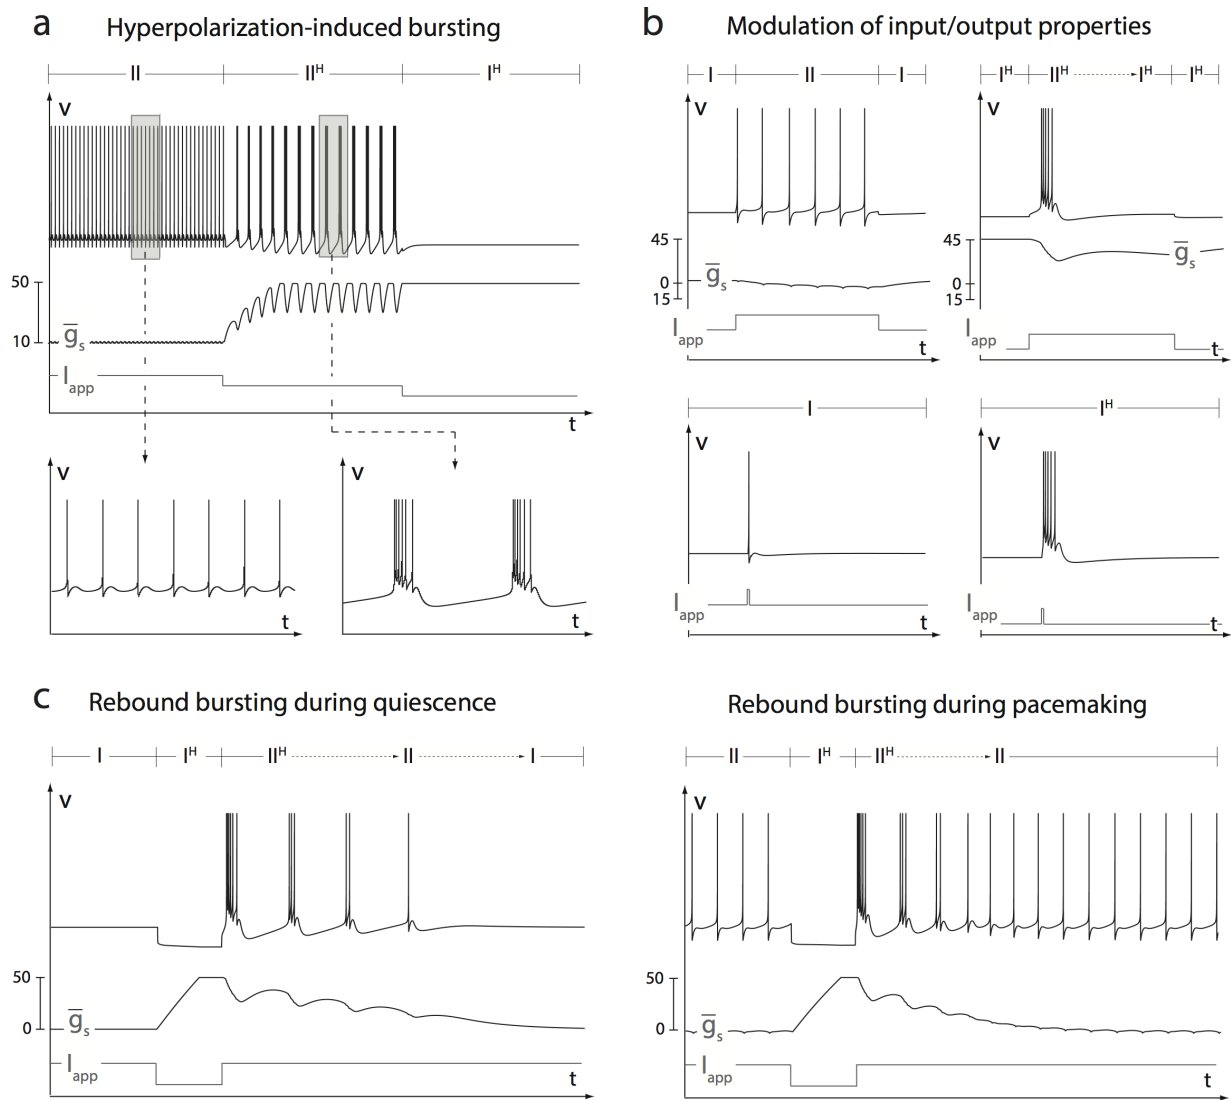 a Hyperpolarization-induced bursting
II II^H I^H
V
50
10 g̅s
Iapp
t
V
t
V
t
b Modulation of input/output properties
I II I
V
45
0
15
g̅s
Iapp
t
I^H II^H I^H I^H
V
45
0
15
g̅s
Iapp
t
I
V
Iapp
t
I^H
V
Iapp
t
c Rebound bursting during quiescence
I I^H II^H II I
V
50
0 g̅s
Iapp
t
Rebound bursting during pacemaking
II I^H II^H II
V
50
0 g̅s
Iapp
t